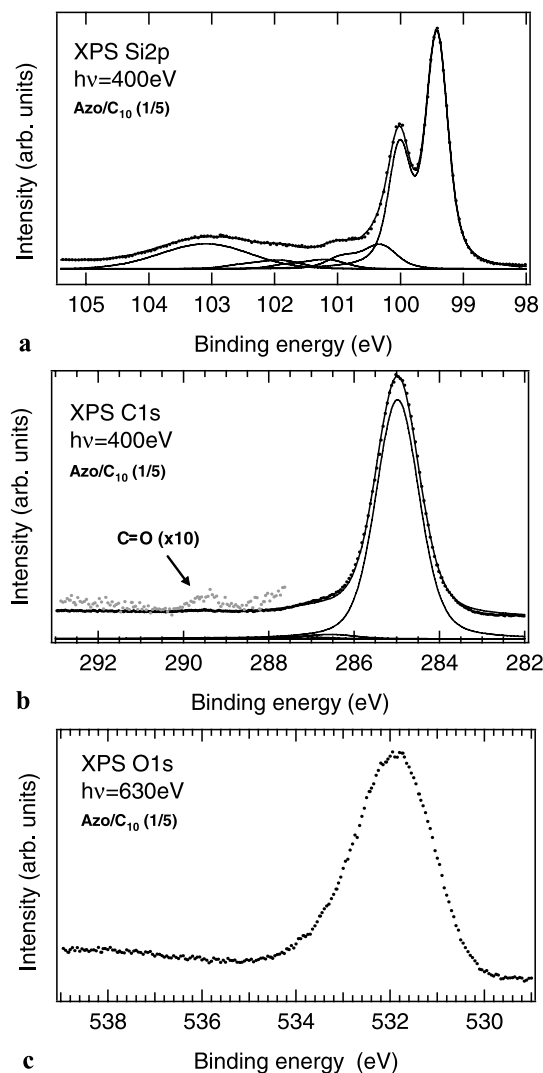 XPS Si2p
hν=400eV
Azo/C₁₀ (1/5)
Intensity (arb. units)
105 104 103 102 101 100 99 98
a Binding energy (eV)
XPS C1s
hν=400eV
Azo/C₁₀ (1/5)
C=O (x10)
Intensity (arb. units)
292 290 288 286 284 282
b Binding energy (eV)
XPS O1s
hν=630eV
Azo/C₁₀ (1/5)
Intensity (arb. units)
538 536 534 532 530
c Binding energy (eV)